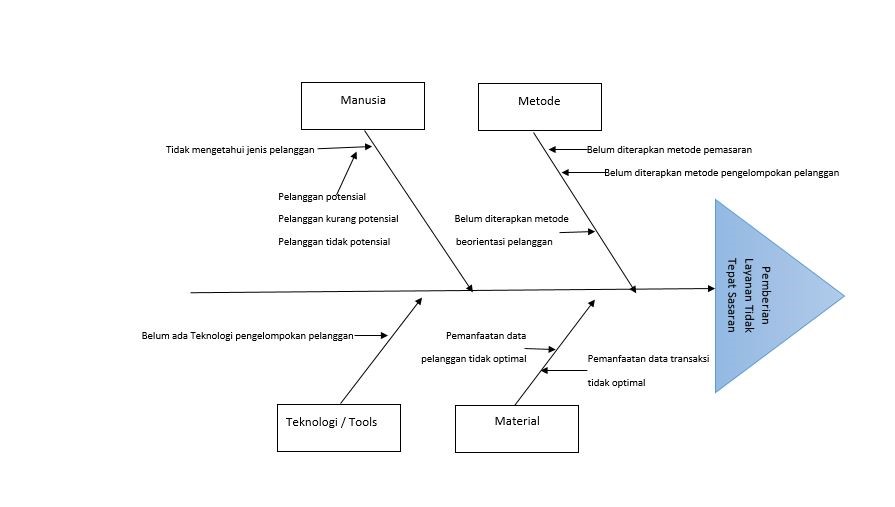 Manusia
Metode
Tidak mengetahui jenis pelanggan
Belum diterapkan metode pemasaran
Belum diterapkan metode pengelompokan pelanggan
Pelanggan potensial
Pelanggan kurang potensial
Pelanggan tidak potensial
Belum diterapkan metode
beorientasi pelanggan
Pemberian
Layanan Tidak
Tepat Sasaran
Belum ada Teknologi pengelompokan pelanggan
Pemanfaatan data
pelanggan tidak optimal
Pemanfaatan data transaksi
tidak optimal
Teknologi / Tools
Material